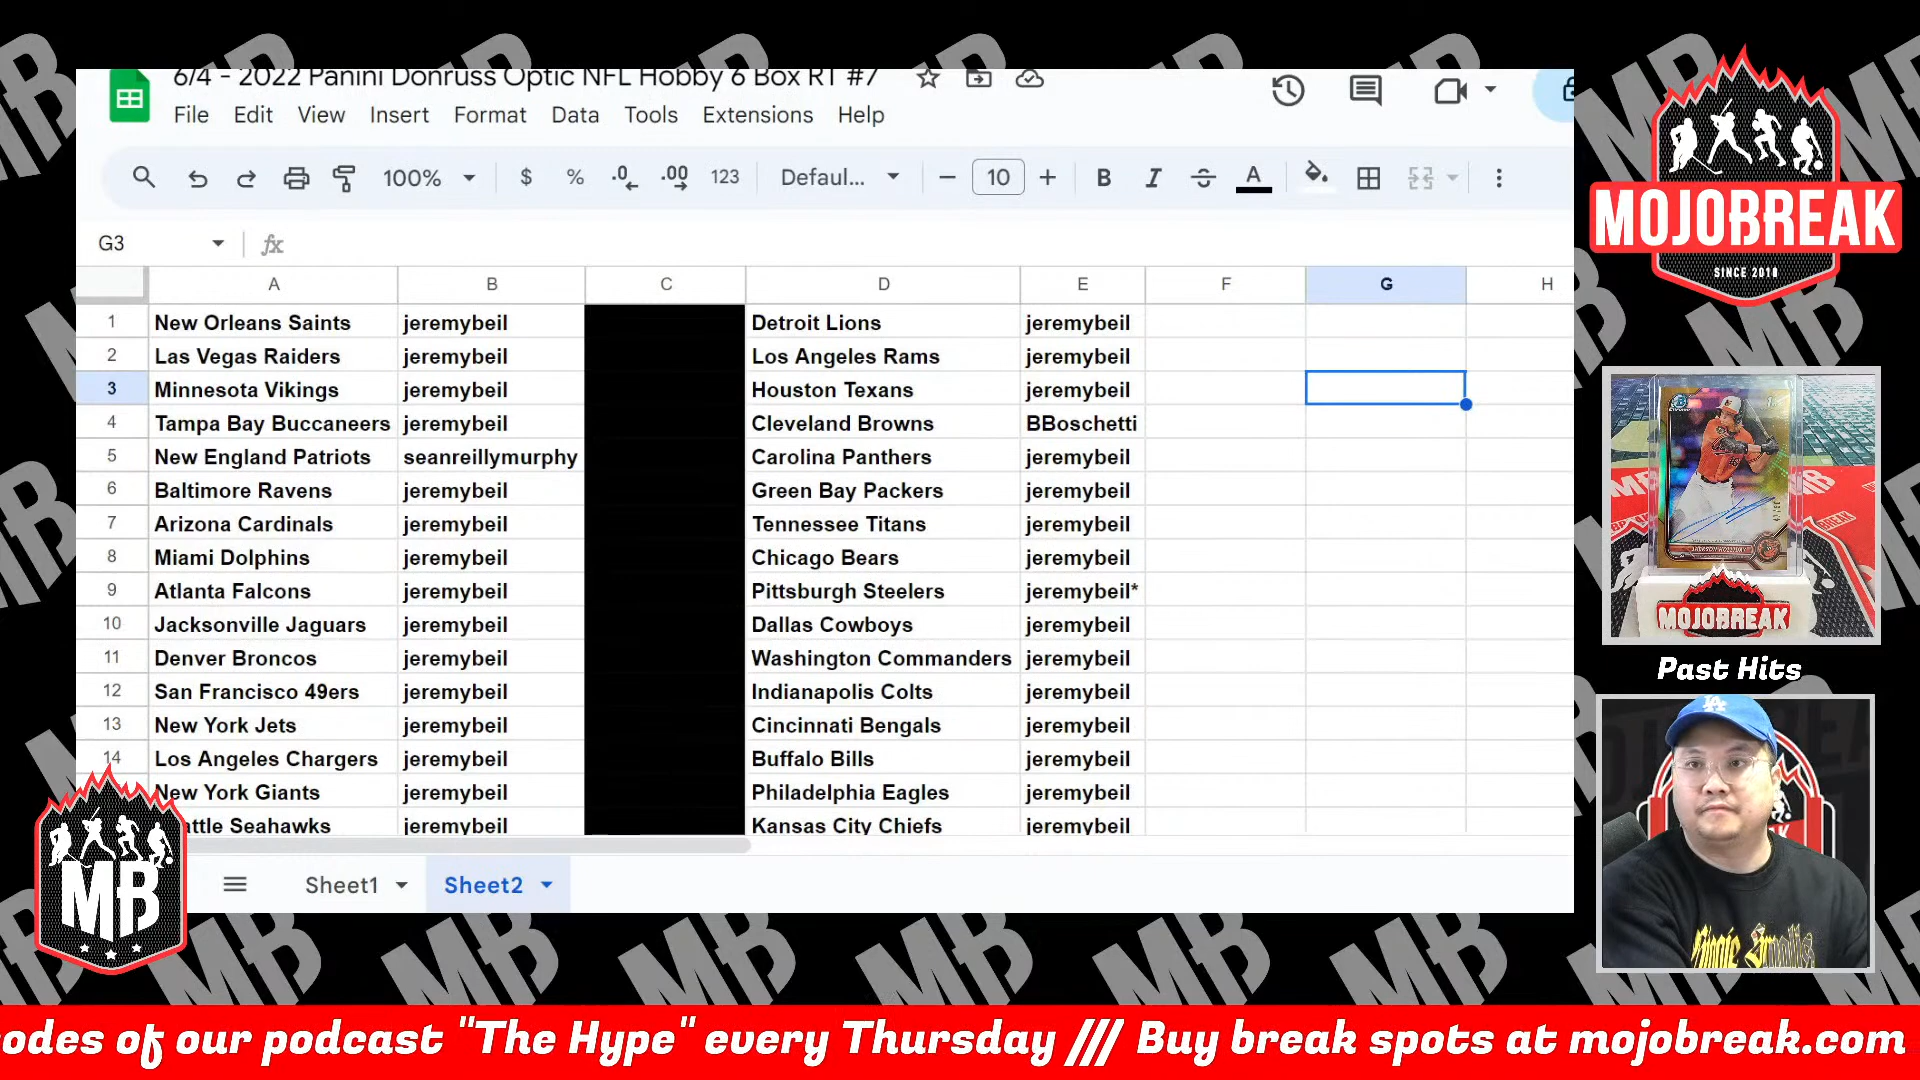 6/4 - 2022 Panini Donruss Optic NFL Hobby 6 Box RT #7
File Edit View Insert Format Data Tools Extensions Help
100% $ % .0 .00 123 Defaul... 10 B I A
G3 fx
A B C D E F G H
1 New Orleans Saints jeremybeil Detroit Lions jeremybeil
2 Las Vegas Raiders jeremybeil Los Angeles Rams jeremybeil
3 Minnesota Vikings jeremybeil Houston Texans jeremybeil
4 Tampa Bay Buccaneers jeremybeil Cleveland Browns BBoschetti
5 New England Patriots seanreillymurphy Carolina Panthers jeremybeil
6 Baltimore Ravens jeremybeil Green Bay Packers jeremybeil
7 Arizona Cardinals jeremybeil Tennessee Titans jeremybeil
8 Miami Dolphins jeremybeil Chicago Bears jeremybeil
9 Atlanta Falcons jeremybeil Pittsburgh Steelers jeremybeil*
10 Jacksonville Jaguars jeremybeil Dallas Cowboys jeremybeil
11 Denver Broncos jeremybeil Washington Commanders jeremybeil
12 San Francisco 49ers jeremybeil Indianapolis Colts jeremybeil
13 New York Jets jeremybeil Cincinnati Bengals jeremybeil
14 Los Angeles Chargers jeremybeil Buffalo Bills jeremybeil
New York Giants jeremybeil Philadelphia Eagles jeremybeil
attle Seahawks jeremybeil Kansas City Chiefs jeremybeil
Sheet1 Sheet2
MB
MOJOBREAK
SINCE 2010
MOJOBREAK
Past Hits
LA
odes of our podcast "The Hype" every Thursday /// Buy break spots at mojobreak.com